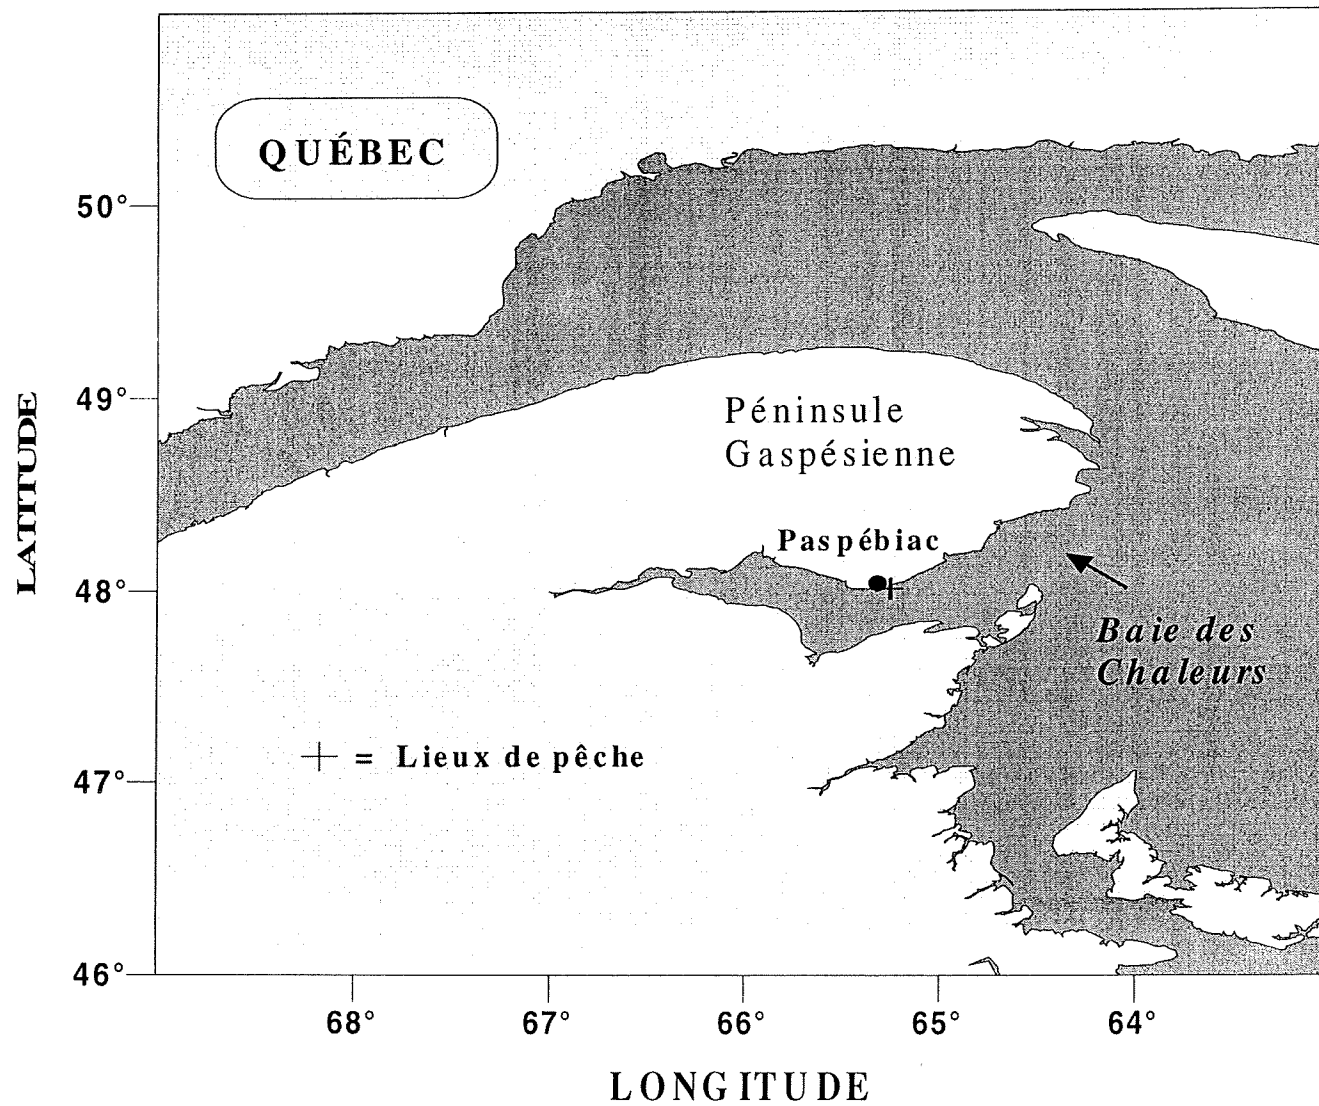 QUÉBEC
50°
49°
Péninsule
Gaspésienne
LATITUDE
Paspébiac
48°
Baie des
Chaleurs
= Lieux de pêche
47°
46°
68° 67° 66° 65° 64°
LONGITUDE